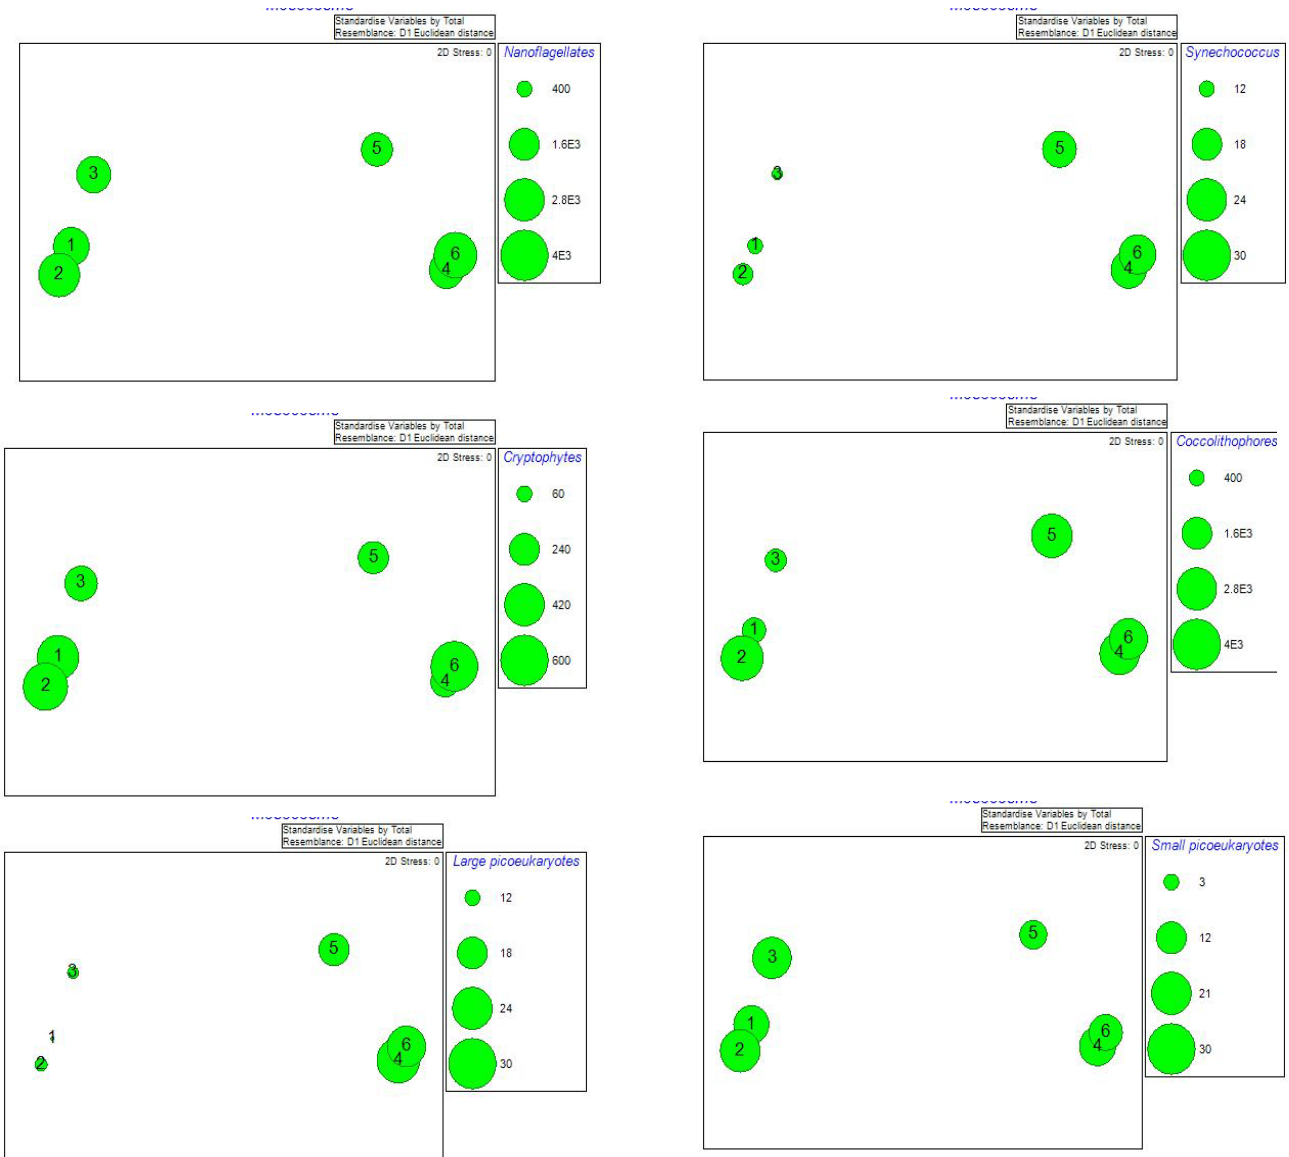 Standardise Variables by Total
Resemblance: D1 Euclidean distance
2D Stress: 0
Nanoflagellates
400
1.6E3
2.8E3
4E3
5
3
1
2
6
4
Standardise Variables by Total
Resemblance: D1 Euclidean distance
2D Stress: 0
Synechococcus
12
18
24
30
5
3
1
2
6
4
Standardise Variables by Total
Resemblance: D1 Euclidean distance
2D Stress: 0
Cryptophytes
60
240
420
600
5
3
1
2
6
4
Standardise Variables by Total
Resemblance: D1 Euclidean distance
2D Stress: 0
Coccolithophores
400
1.6E3
2.8E3
4E3
5
3
1
2
6
4
Standardise Variables by Total
Resemblance: D1 Euclidean distance
2D Stress: 0
Large picoeukaryotes
12
18
24
30
5
3
1
2
6
4
Standardise Variables by Total
Resemblance: D1 Euclidean distance
2D Stress: 0
Small picoeukaryotes
3
12
21
30
5
3
1
2
6
4